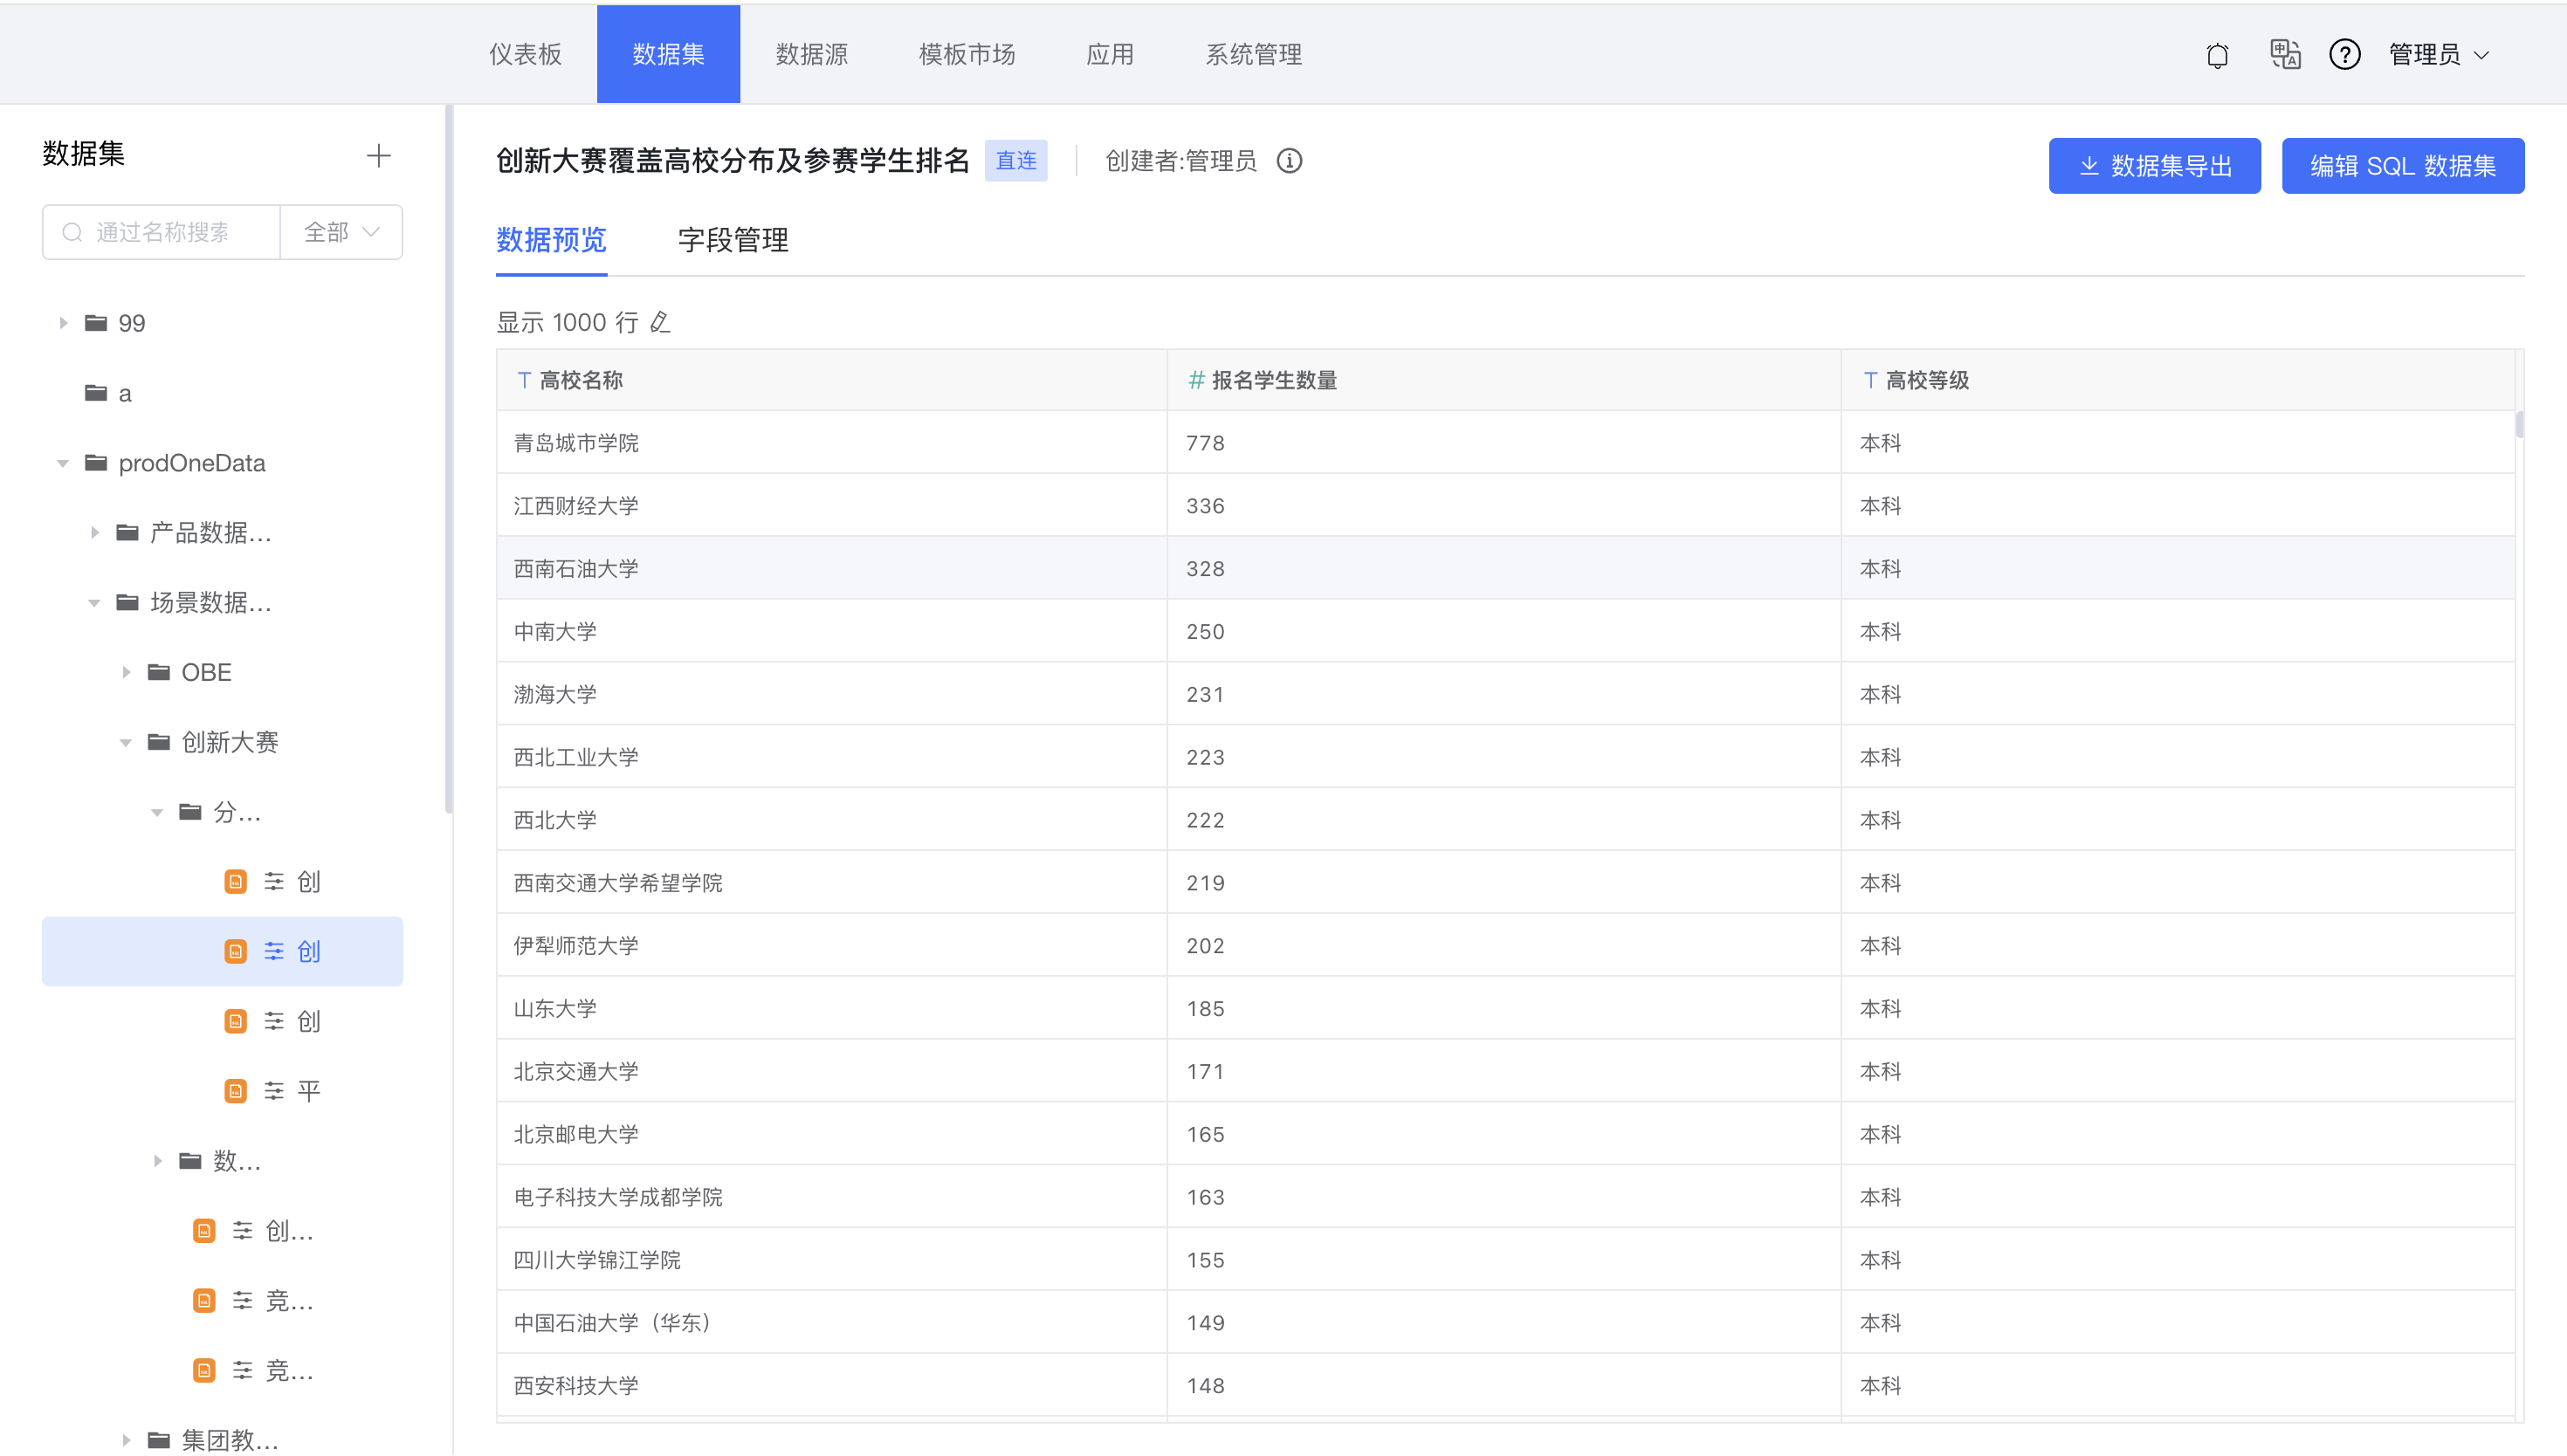 仪表板 数据集 数据源 模板市场 应用 系统管理 管理员
数据集
通过名称搜索 全部
99
a
prodOneData
产品数据...
场景数据...
OBE
创新大赛
分...
创
创
创
平
数...
创...
竞...
竞...
集团教...
创新大赛覆盖高校分布及参赛学生排名 直连 创建者:管理员
数据集导出 编辑 SQL 数据集
数据预览 字段管理
显示 1000 行
T 高校名称 # 报名学生数量 T 高校等级
青岛城市学院 778 本科
江西财经大学 336 本科
西南石油大学 328 本科
中南大学 250 本科
渤海大学 231 本科
西北工业大学 223 本科
西北大学 222 本科
西南交通大学希望学院 219 本科
伊犁师范大学 202 本科
山东大学 185 本科
北京交通大学 171 本科
北京邮电大学 165 本科
电子科技大学成都学院 163 本科
四川大学锦江学院 155 本科
中国石油大学（华东） 149 本科
西安科技大学 148 本科